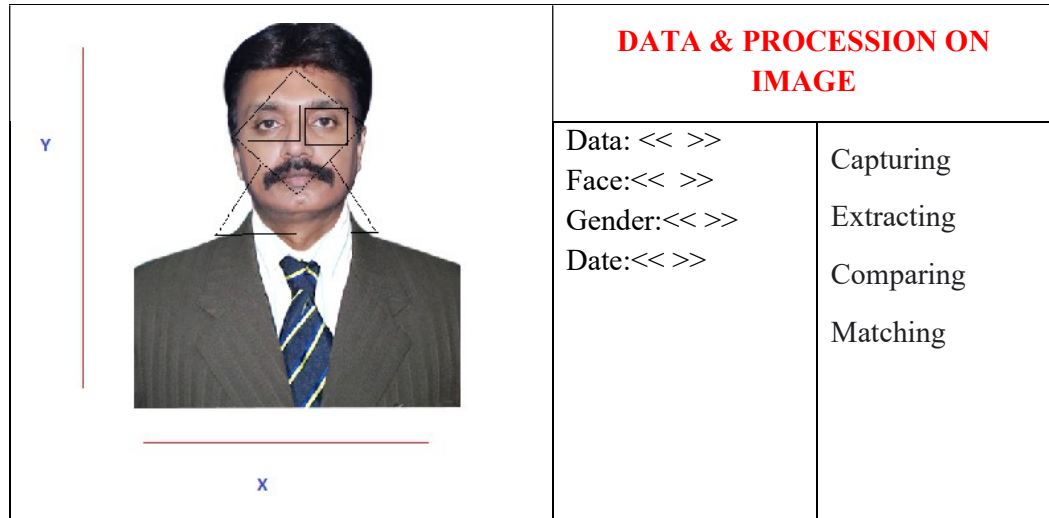 DATA & PROCESSION ON
IMAGE
Y
X
Data: <<  >>
Face:<<  >>
Gender:<< >>
Date:<< >>
Capturing
Extracting
Comparing
Matching